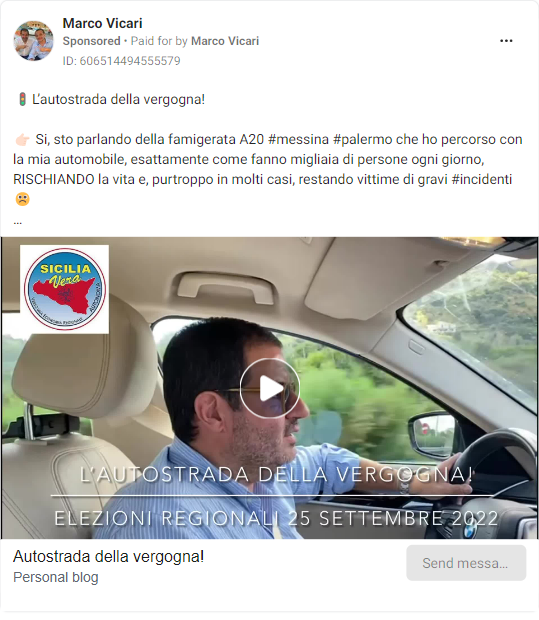 Marco Vicari
Sponsored • Paid for by Marco Vicari
ID: 606514494555579
L'autostrada della vergogna!
Si, sto parlando della famigerata A20 #messina #palermo che ho percorso con
la mia automobile, esattamente come fanno migliaia di persone ogni giorno,
RISCHIANDO la vita e, purtroppo in molti casi, restando vittime di gravi #incidenti
...
SICILIA
Vera
L'AUTOSTRADA DELLA VERGOGNA!
ELEZIONI REGIONALI 25 SETTEMBRE 2022
Autostrada della vergogna!
Personal blog
Send messa...